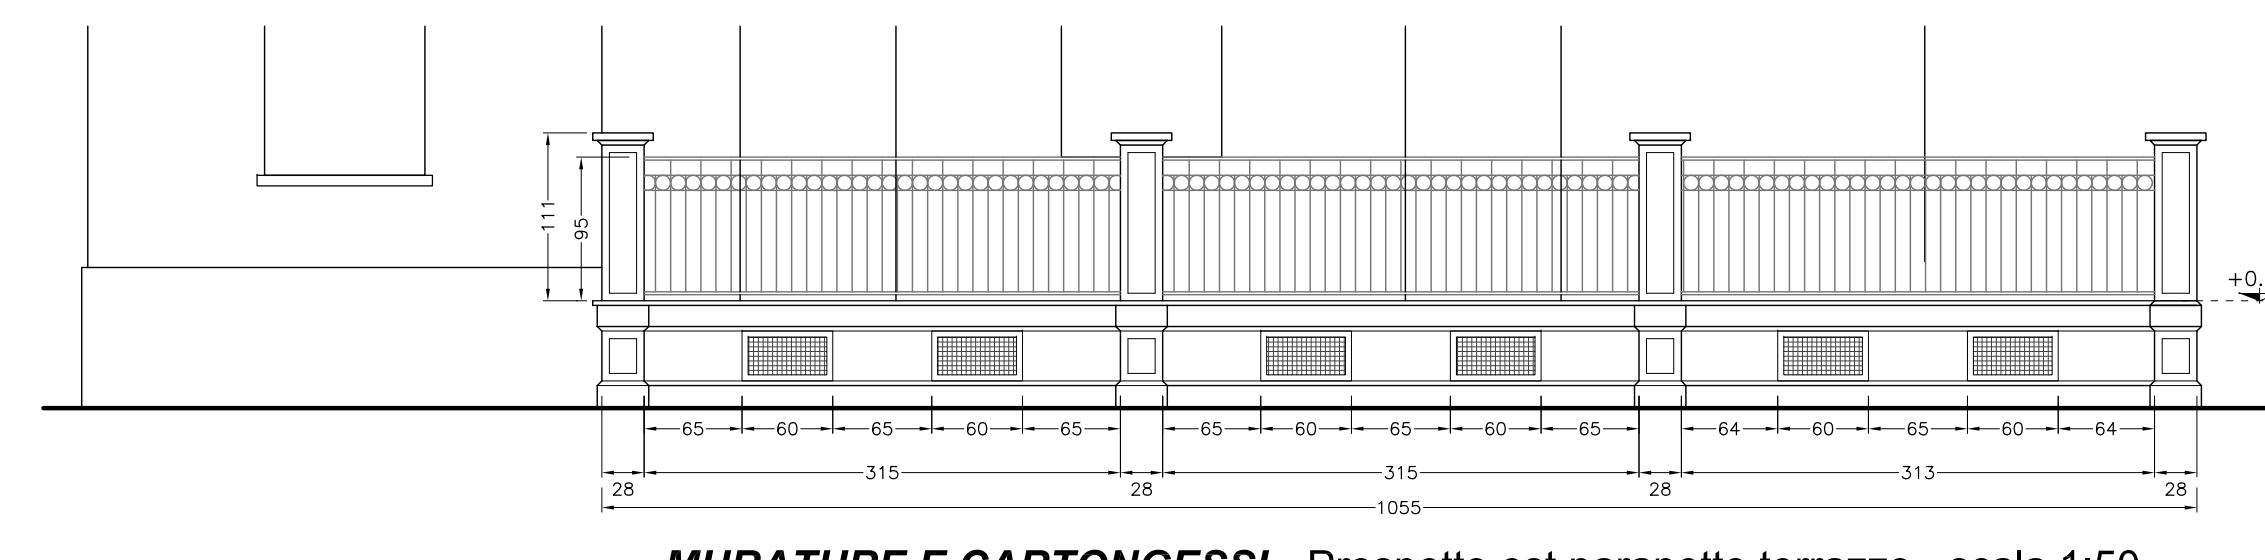 111
95
+0.
65 60 65 60 65 65 60 65 60 65 64 60 65 60 64
315 315 313
28 28 28 28
1055
MURATURE E CARTONGESSI - Prospetto est parapetto terrazzo - scala 1:50